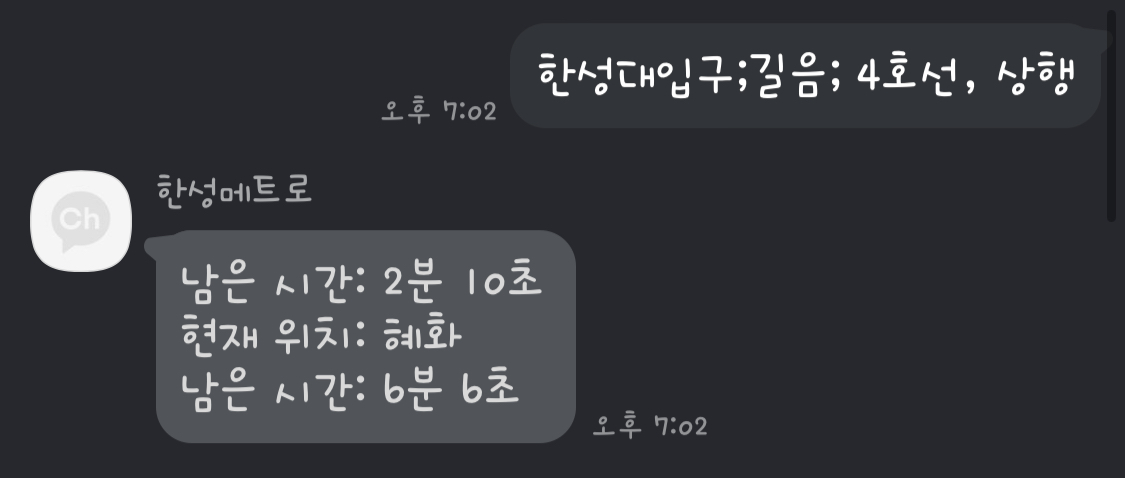 한성대입구;길음; 4호선, 상행
오후 7:02
Ch
한성메트로
남은 시간: 2분 10초
현재 위치: 혜화
남은 시간: 6분 6초
오후 7:02